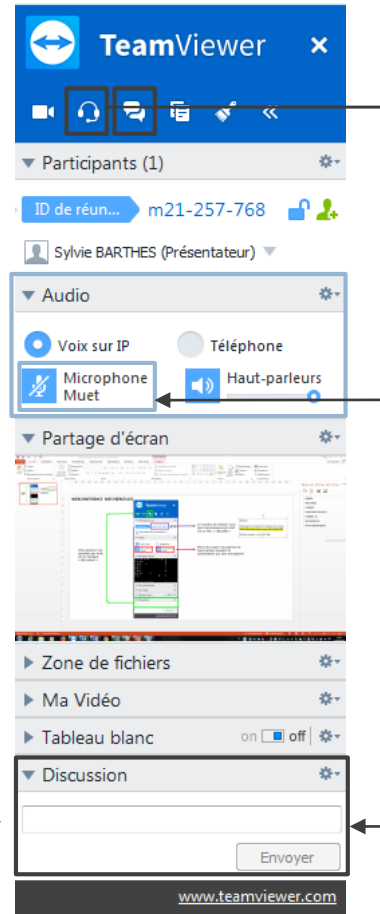 TeamViewer
Participants (1)
ID de réun... m21-257-768
Sylvie BARTHES (Présentateur)
Audio
Voix sur IP Téléphone
Microphone Haut-parleurs
Muet
Partage d'écran
Zone de fichiers
Ma Vidéo
Tableau blanc on off
Discussion
Envoyer
www.teamviewer.com